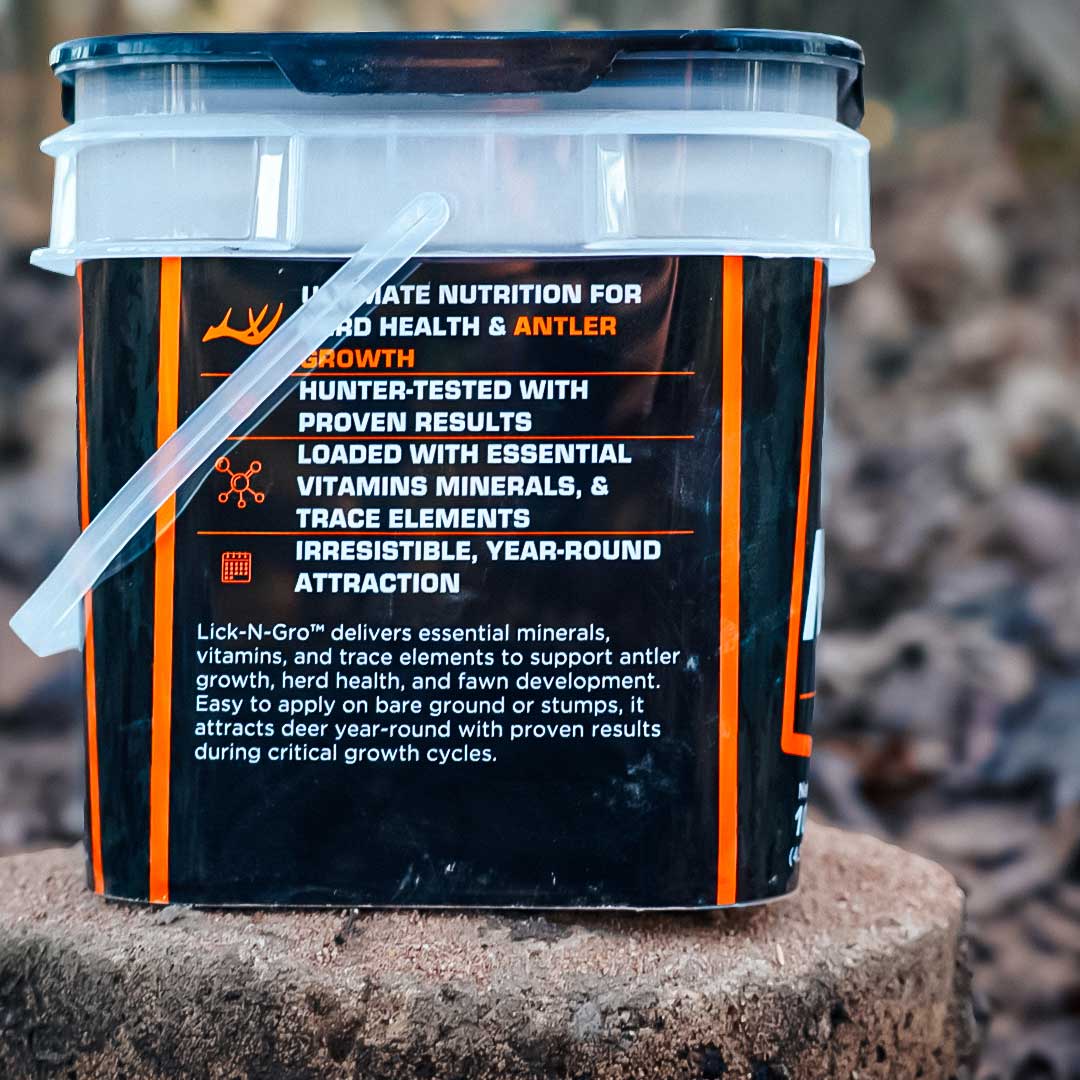 ULTIMATE NUTRITION FOR
HERD HEALTH & ANTLER
GROWTH
HUNTER-TESTED WITH
PROVEN RESULTS
LOADED WITH ESSENTIAL
VITAMINS MINERALS, &
TRACE ELEMENTS
IRRESISTIBLE, YEAR-ROUND
ATTRACTION
Lick-N-Gro™ delivers essential minerals,
vitamins, and trace elements to support antler
growth, herd health, and fawn development.
Easy to apply on bare ground or stumps, it
attracts deer year-round with proven results
during critical growth cycles.